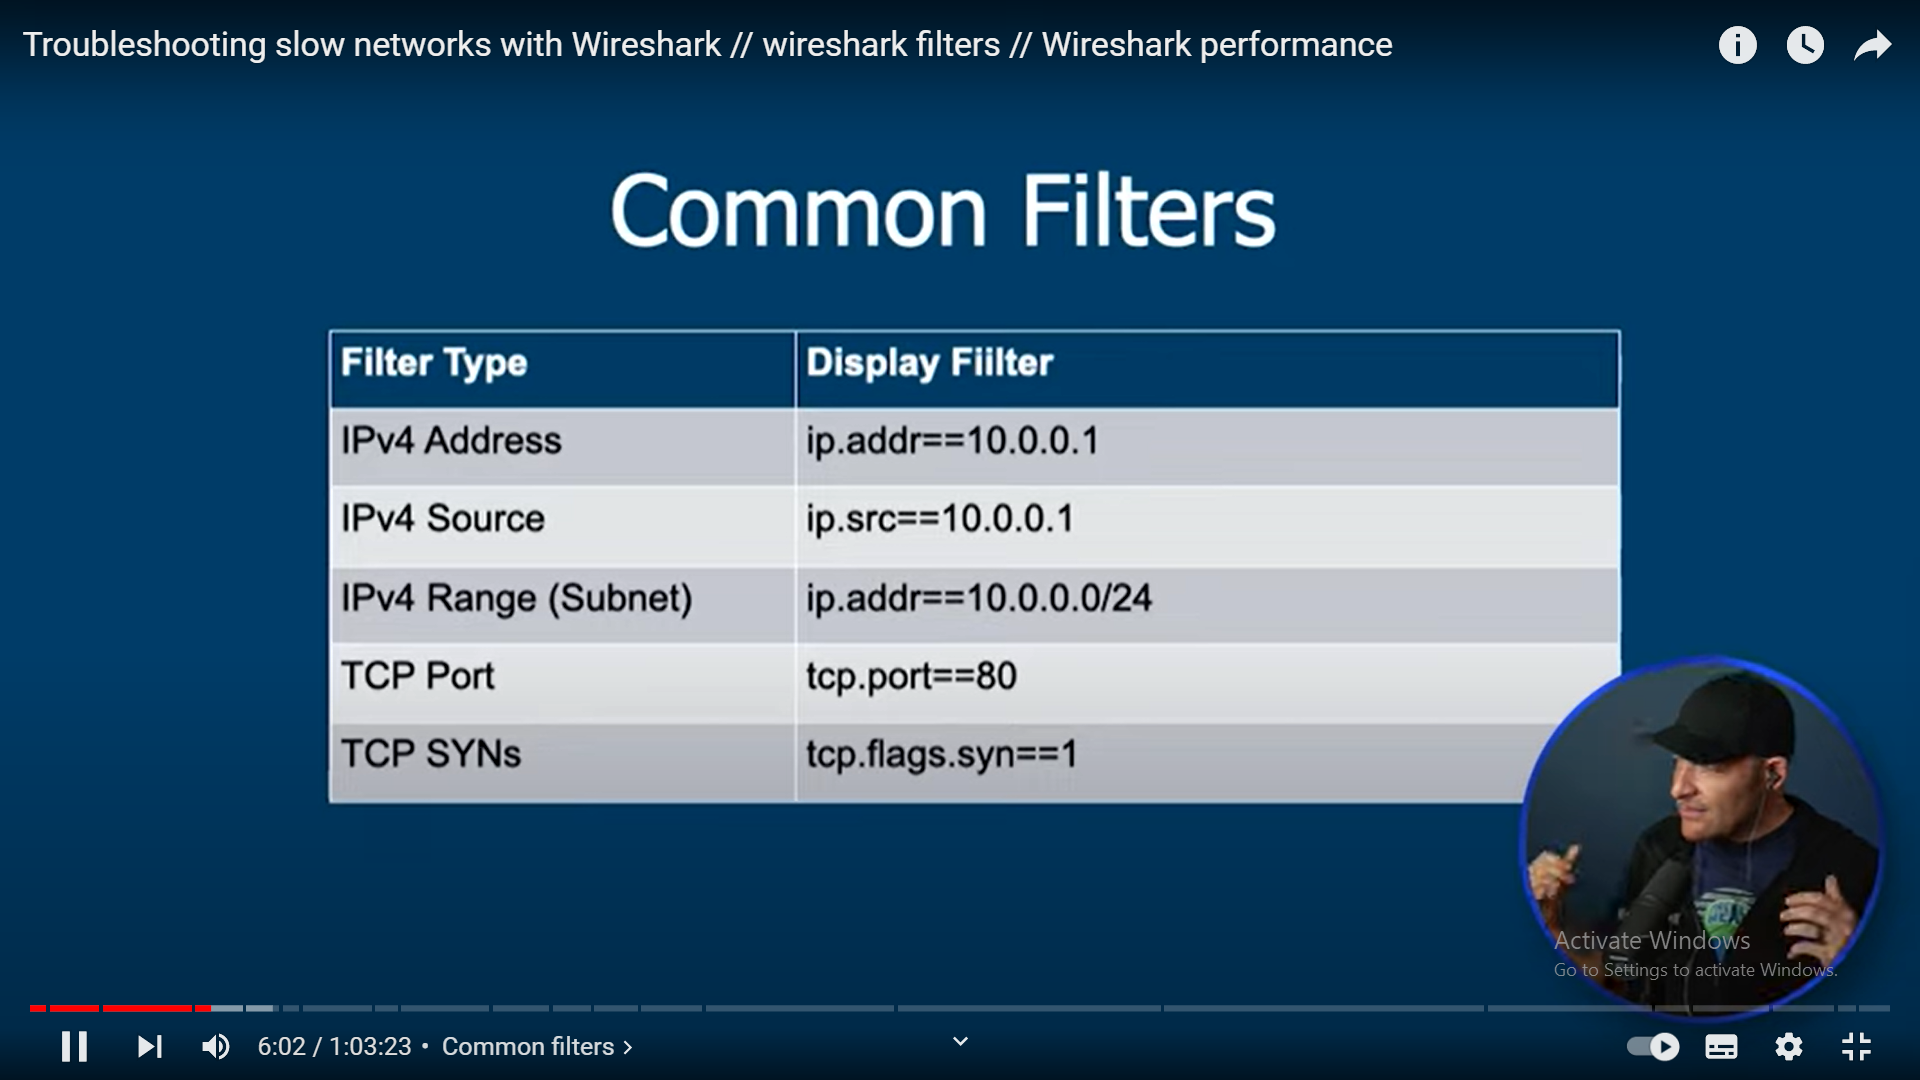 Troubleshooting slow networks with Wireshark // wireshark filters // Wireshark performance
Common Filters
Filter Type Display Fiilter
IPv4 Address ip.addr==10.0.0.1
IPv4 Source ip.src==10.0.0.1
IPv4 Range (Subnet) ip.addr==10.0.0.0/24
TCP Port tcp.port==80
TCP SYNs tcp.flags.syn==1
Activate Windows
Go to Settings to activate Windows.
6:02 / 1:03:23 • Common filters >